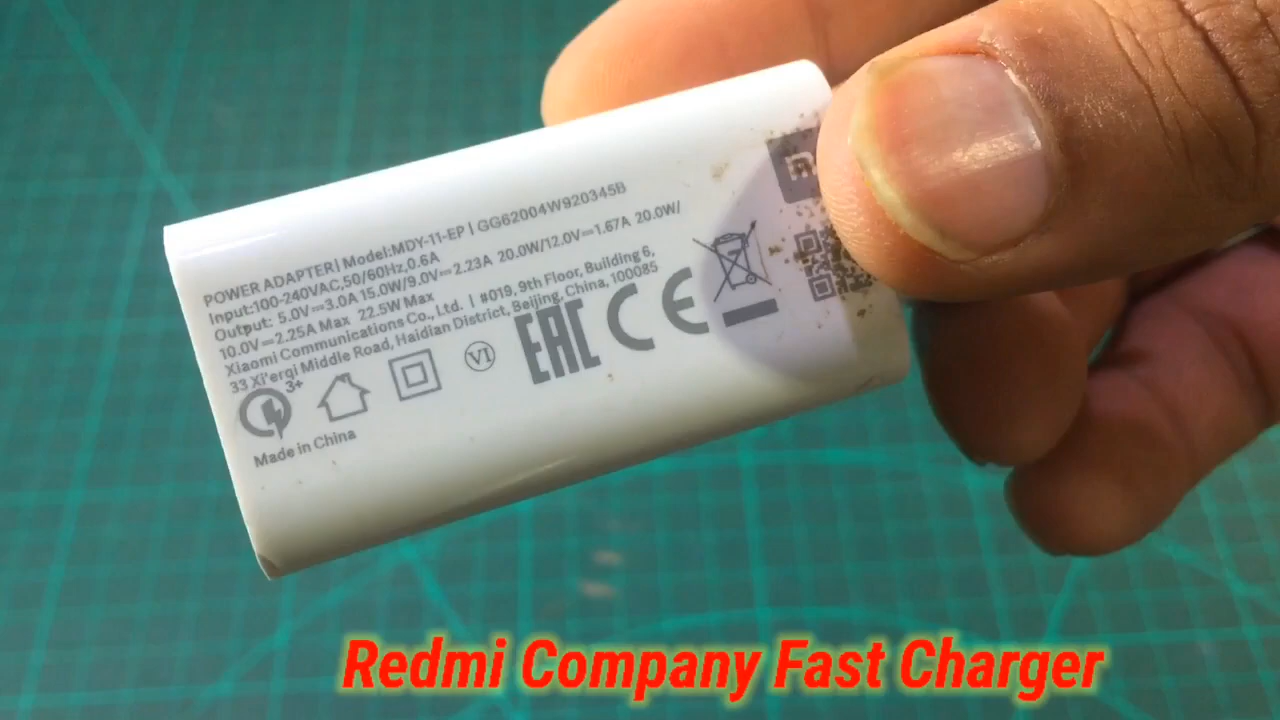 POWER ADAPTER| Model:MDY-11-EP | GG62004W920345B
Input:100-240VAC,50/60Hz,0.6A
Output: 5.0V⎓3.0A 15.0W/9.0V⎓2.23A 20.0W/12.0V⎓1.67A 20.0W/
10.0V⎓2.25A Max 22.5W Max
Xiaomi Communications Co., Ltd. | #019, 9th Floor, Building 6,
33 Xi'erqi Middle Road, Haidian District, Beijing, China, 100085
3+ VI EAC CE
Made in China
Redmi Company Fast Charger